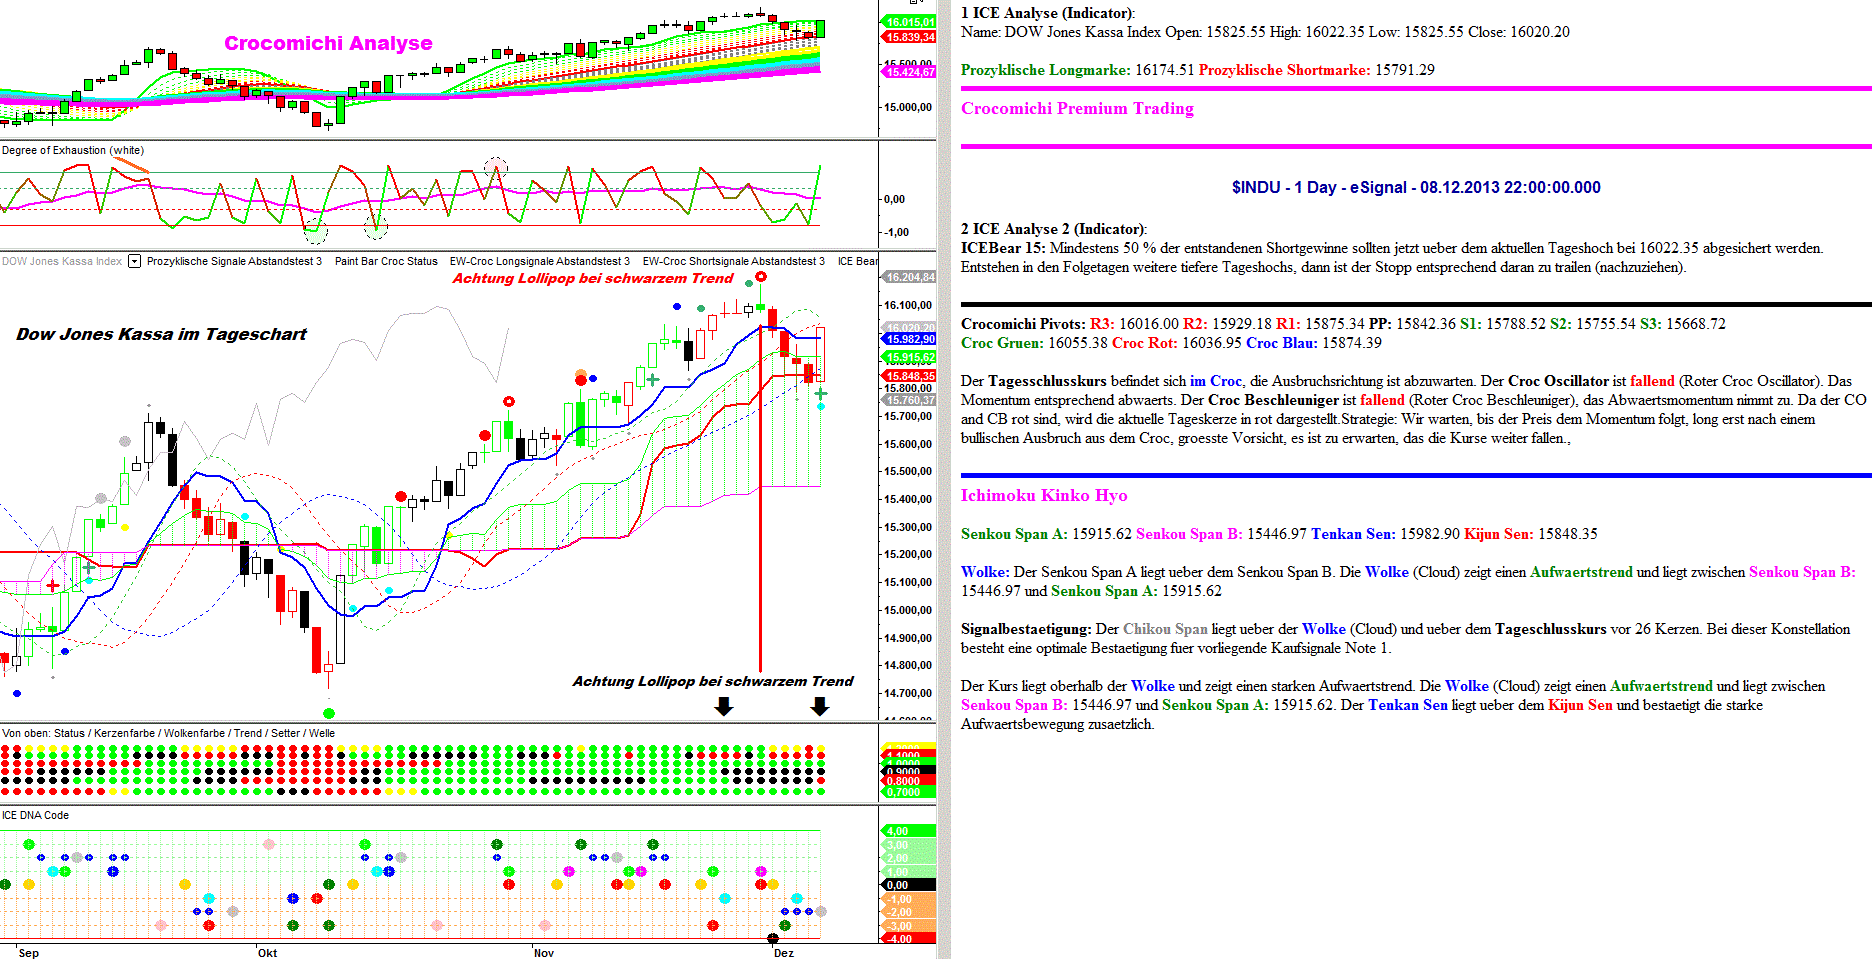 Crocomichi Analyse
16.015,01
15.839,34
15.500,00
15.424,67
15.000,00
Degree of Exhaustion (white)
0,00
-1,00
DOW Jones Kassa Index Prozyklische Signale Abstandstest 3 Paint Bar Croc Status EW-Croc Longsignale Abstandstest 3 EW-Croc Shortsignale Abstandstest 3 ICE Bear
Achtung Lollipop bei schwarzem Trend
Dow Jones Kassa im Tageschart
16.204,84
16.100,00
16.020,20
15.982,90
15.915,62
15.848,35
15.800,00
15.760,37
15.700,00
15.600,00
15.500,00
15.400,00
15.300,00
15.200,00
15.100,00
15.000,00
14.900,00
14.800,00
14.700,00
14.600,00
Achtung Lollipop bei schwarzem Trend
Von oben: Status / Kerzenfarbe / Wolkenfarbe / Trend / Setter / Welle
1,1000
1,0000
0,9000
0,8000
0,7000
ICE DNA Code
4,00
3,00
2,00
1,00
0,00
-1,00
-2,00
-3,00
-4,00
Sep Okt Nov Dez
1 ICE Analyse (Indicator):
Name: DOW Jones Kassa Index Open: 15825.55 High: 16022.35 Low: 15825.55 Close: 16020.20
Prozyklische Longmarke: 16174.51 Prozyklische Shortmarke: 15791.29
Crocomichi Premium Trading
$INDU - 1 Day - eSignal - 08.12.2013 22:00:00.000
2 ICE Analyse 2 (Indicator):
ICEBear 15: Mindestens 50 % der entstandenen Shortgewinne sollten jetzt ueber dem aktuellen Tageshoch bei 16022.35 abgesichert werden.
Entstehen in den Folgetagen weitere tiefere Tageshochs, dann ist der Stopp entsprechend daran zu trailen (nachzuziehen).
Crocomichi Pivots: R3: 16016.00 R2: 15929.18 R1: 15875.34 PP: 15842.36 S1: 15788.52 S2: 15755.54 S3: 15668.72
Croc Gruen: 16055.38 Croc Rot: 16036.95 Croc Blau: 15874.39
Der Tagesschlusskurs befindet sich im Croc, die Ausbruchsrichtung ist abzuwarten. Der Croc Oscillator ist fallend (Roter Croc Oscillator). Das
Momentum entsprechend abwaerts. Der Croc Beschleuniger ist fallend (Roter Croc Beschleuniger), das Abwaertsmomentum nimmt zu. Da der CO
and CB rot sind, wird die aktuelle Tageskerze in rot dargestellt.Strategie: Wir warten, bis der Preis dem Momentum folgt, long erst nach einem
bullischen Ausbruch aus dem Croc, groesste Vorsicht, es ist zu erwarten, das die Kurse weiter fallen.,
Ichimoku Kinko Hyo
Senkou Span A: 15915.62 Senkou Span B: 15446.97 Tenkan Sen: 15982.90 Kijun Sen: 15848.35
Wolke: Der Senkou Span A liegt ueber dem Senkou Span B. Die Wolke (Cloud) zeigt einen Aufwaertstrend und liegt zwischen Senkou Span B:
15446.97 und Senkou Span A: 15915.62
Signalbestaetigung: Der Chikou Span liegt ueber der Wolke (Cloud) und ueber dem Tageschlusskurs vor 26 Kerzen. Bei dieser Konstellation
besteht eine optimale Bestaetigung fuer vorliegende Kaufsignale Note 1.
Der Kurs liegt oberhalb der Wolke und zeigt einen starken Aufwaertstrend. Die Wolke (Cloud) zeigt einen Aufwaertstrend und liegt zwischen
Senkou Span B: 15446.97 und Senkou Span A: 15915.62. Der Tenkan Sen liegt ueber dem Kijun Sen und bestaetigt die starke
Aufwaertsbewegung zusaetzlich.